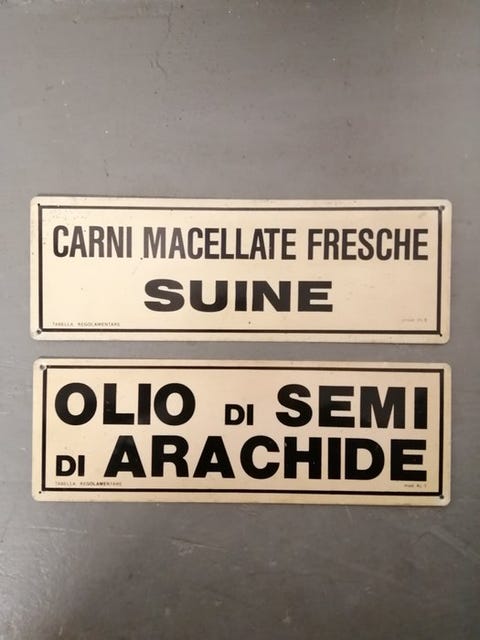 CARNI MACELLATE FRESCHE
SUINE
TABELLA REGOLAMENTARE
OLIO DI SEMI
DI ARACHIDE
TABELLA REGOLAMENTARE